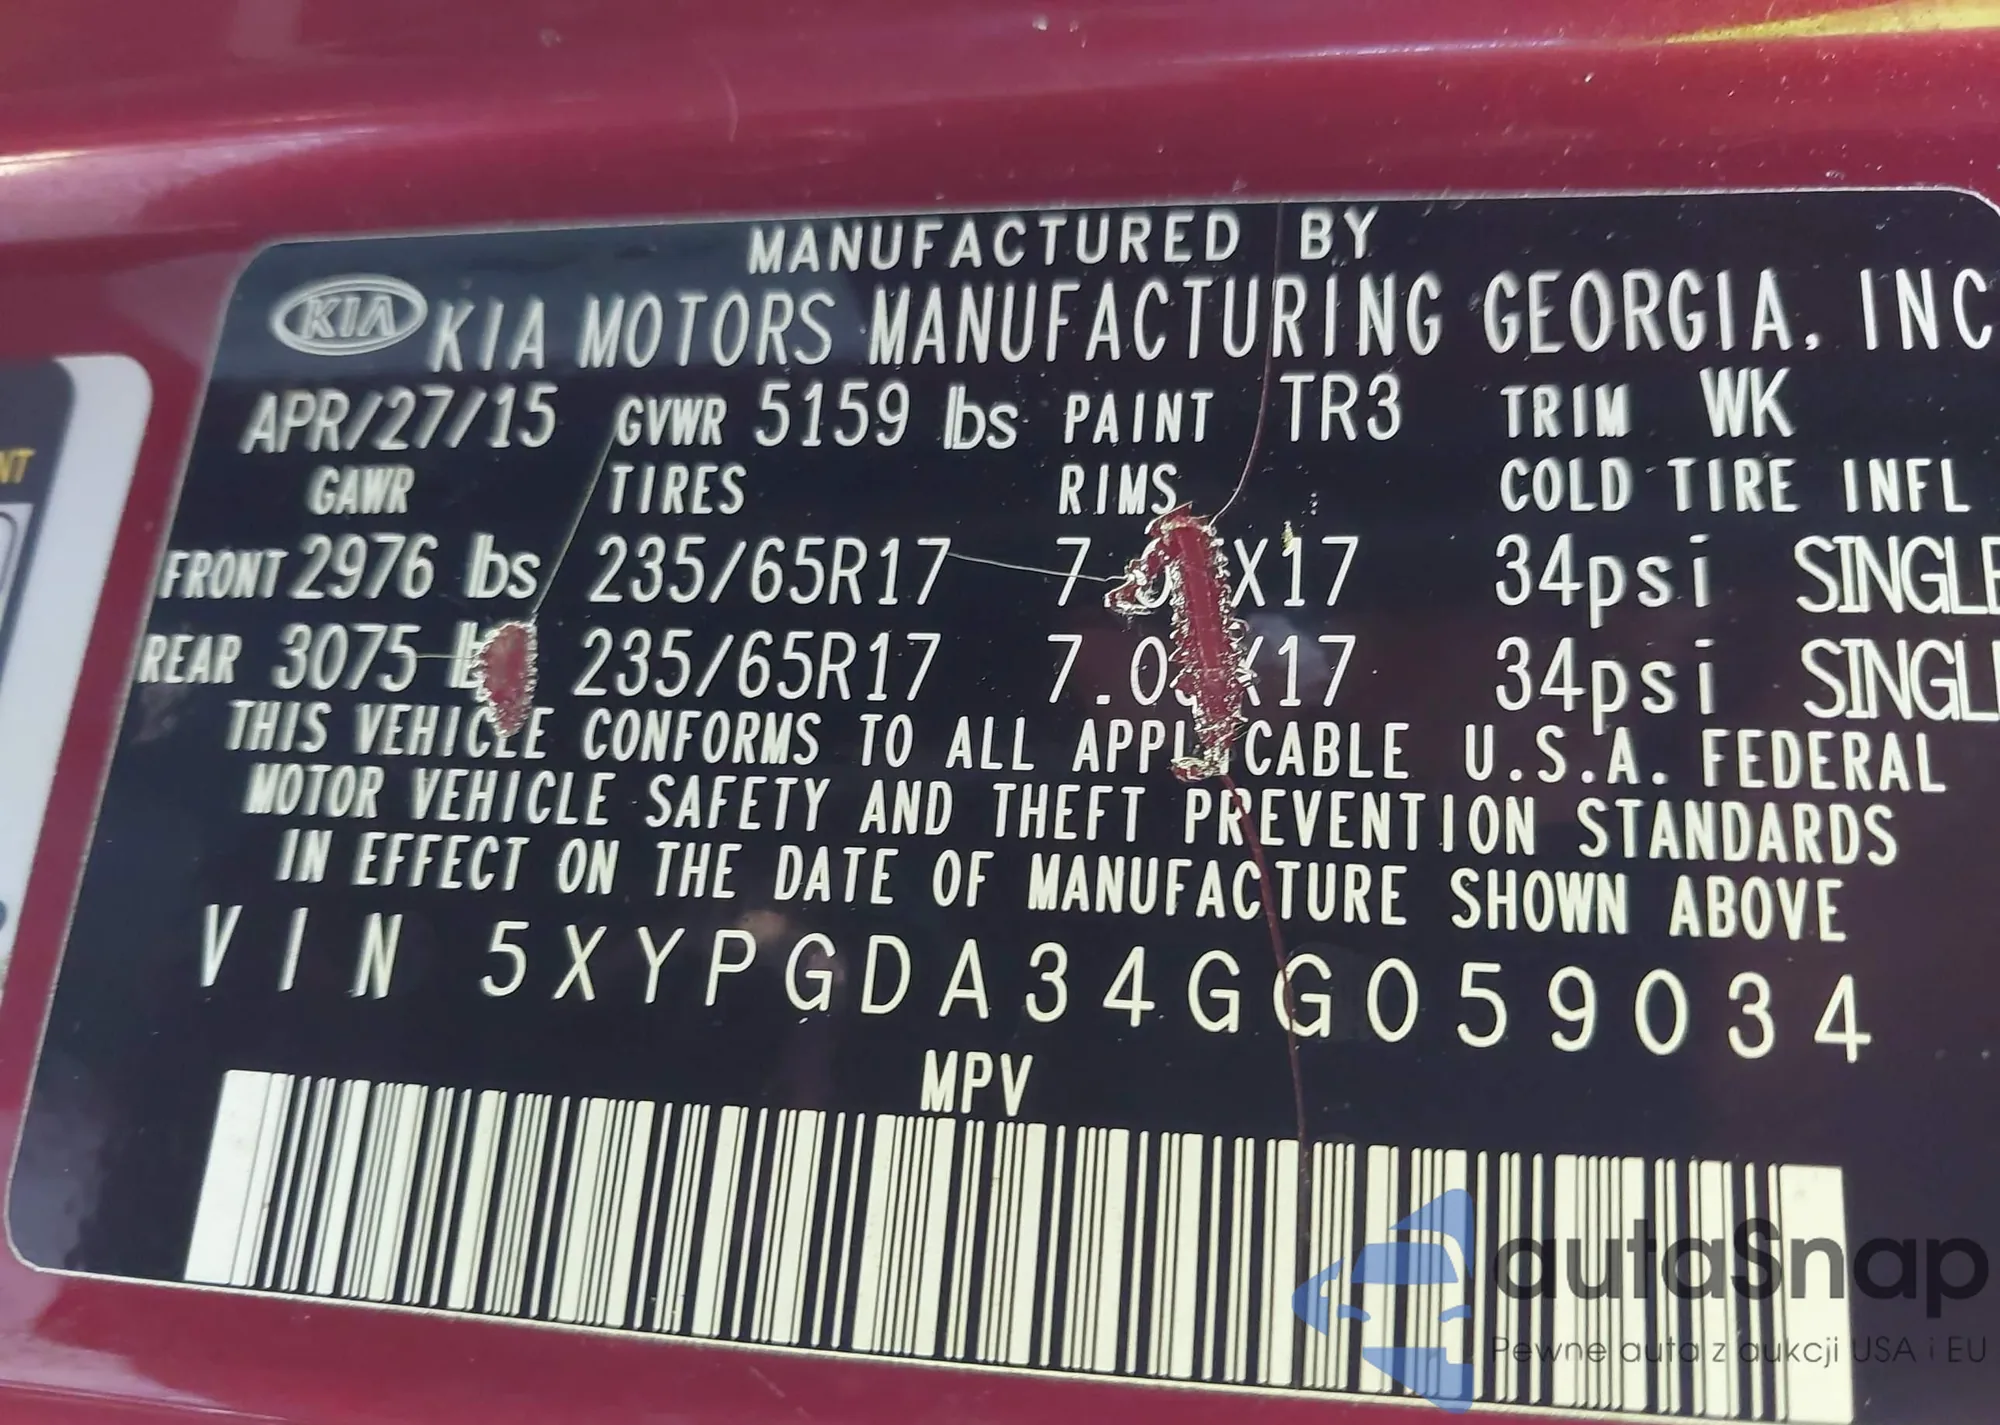 MANUFACTURED BY
KIA KIA MOTORS MANUFACTURING GEORGIA, INC
APR/27/15 GVWR 5159 lbs PAINT TR3 TRIM WK
GAWR TIRES RIMS COLD TIRE INFL
FRONT 2976 lbs 235/65R17 X17 34psi SINGLE
REAR 3075 235/65R17 X17 34psi SINGL
THIS VEHICLE CONFORMS TO ALL APPLICABLE U.S.A. FEDERAL
MOTOR VEHICLE SAFETY AND THEFT PREVENTION STANDARDS
IN EFFECT ON THE DATE OF MANUFACTURE SHOWN ABOVE
VIN 5XYPGDA34GG059034
MPV
NT
autaSnap
Pewne auta z aukcji USA i EU